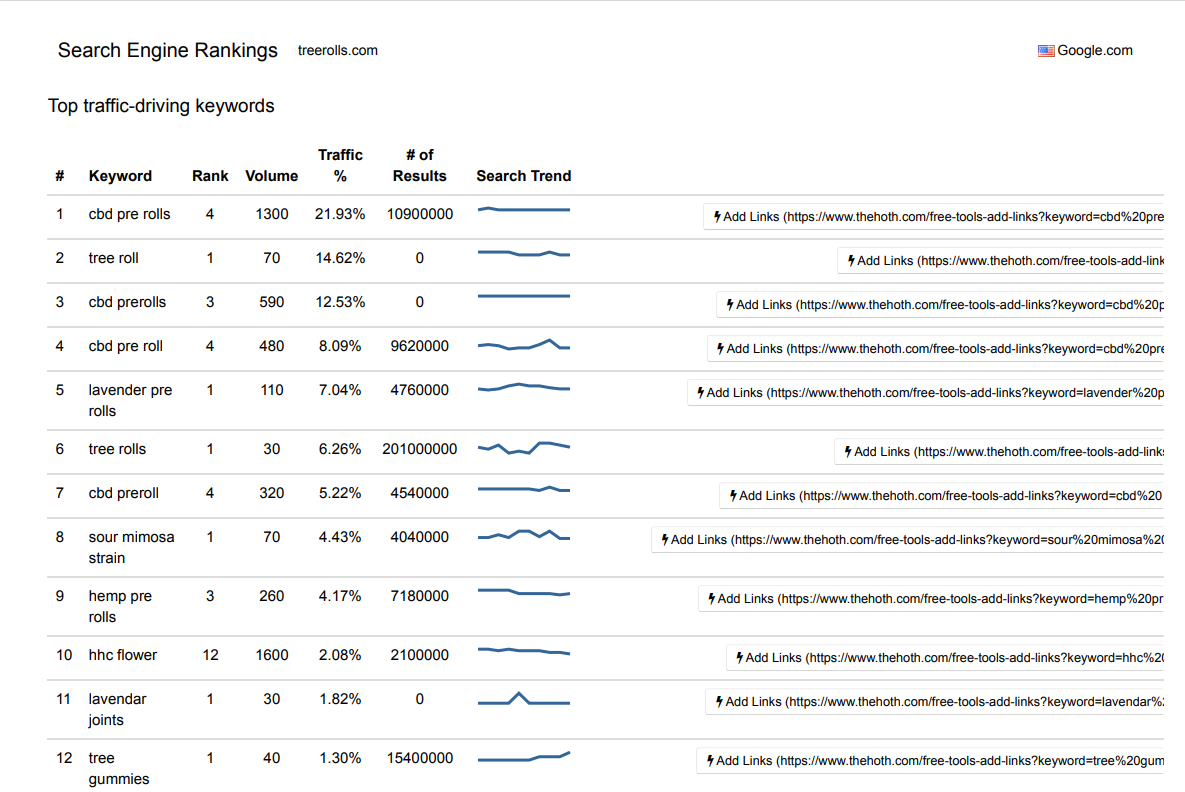 Search Engine Rankings treerolls.com Google.com
Top traffic-driving keywords
# Keyword Rank Volume Traffic % # of Results Search Trend
1 cbd pre rolls 4 1300 21.93% 10900000 Add Links (https://www.thehoth.com/free-tools-add-links?keyword=cbd%20pre
2 tree roll 1 70 14.62% 0 Add Links (https://www.thehoth.com/free-tools-add-link
3 cbd prerolls 3 590 12.53% 0 Add Links (https://www.thehoth.com/free-tools-add-links?keyword=cbd%20p
4 cbd pre roll 4 480 8.09% 9620000 Add Links (https://www.thehoth.com/free-tools-add-links?keyword=cbd%20pre
5 lavender pre rolls 1 110 7.04% 4760000 Add Links (https://www.thehoth.com/free-tools-add-links?keyword=lavender%20p
6 tree rolls 1 30 6.26% 201000000 Add Links (https://www.thehoth.com/free-tools-add-links
7 cbd preroll 4 320 5.22% 4540000 Add Links (https://www.thehoth.com/free-tools-add-links?keyword=cbd%20
8 sour mimosa strain 1 70 4.43% 4040000 Add Links (https://www.thehoth.com/free-tools-add-links?keyword=sour%20mimosa%20
9 hemp pre rolls 3 260 4.17% 7180000 Add Links (https://www.thehoth.com/free-tools-add-links?keyword=hemp%20pr
10 hhc flower 12 1600 2.08% 2100000 Add Links (https://www.thehoth.com/free-tools-add-links?keyword=hhc%20
11 lavendar joints 1 30 1.82% 0 Add Links (https://www.thehoth.com/free-tools-add-links?keyword=lavendar%2
12 tree gummies 1 40 1.30% 15400000 Add Links (https://www.thehoth.com/free-tools-add-links?keyword=tree%20gum